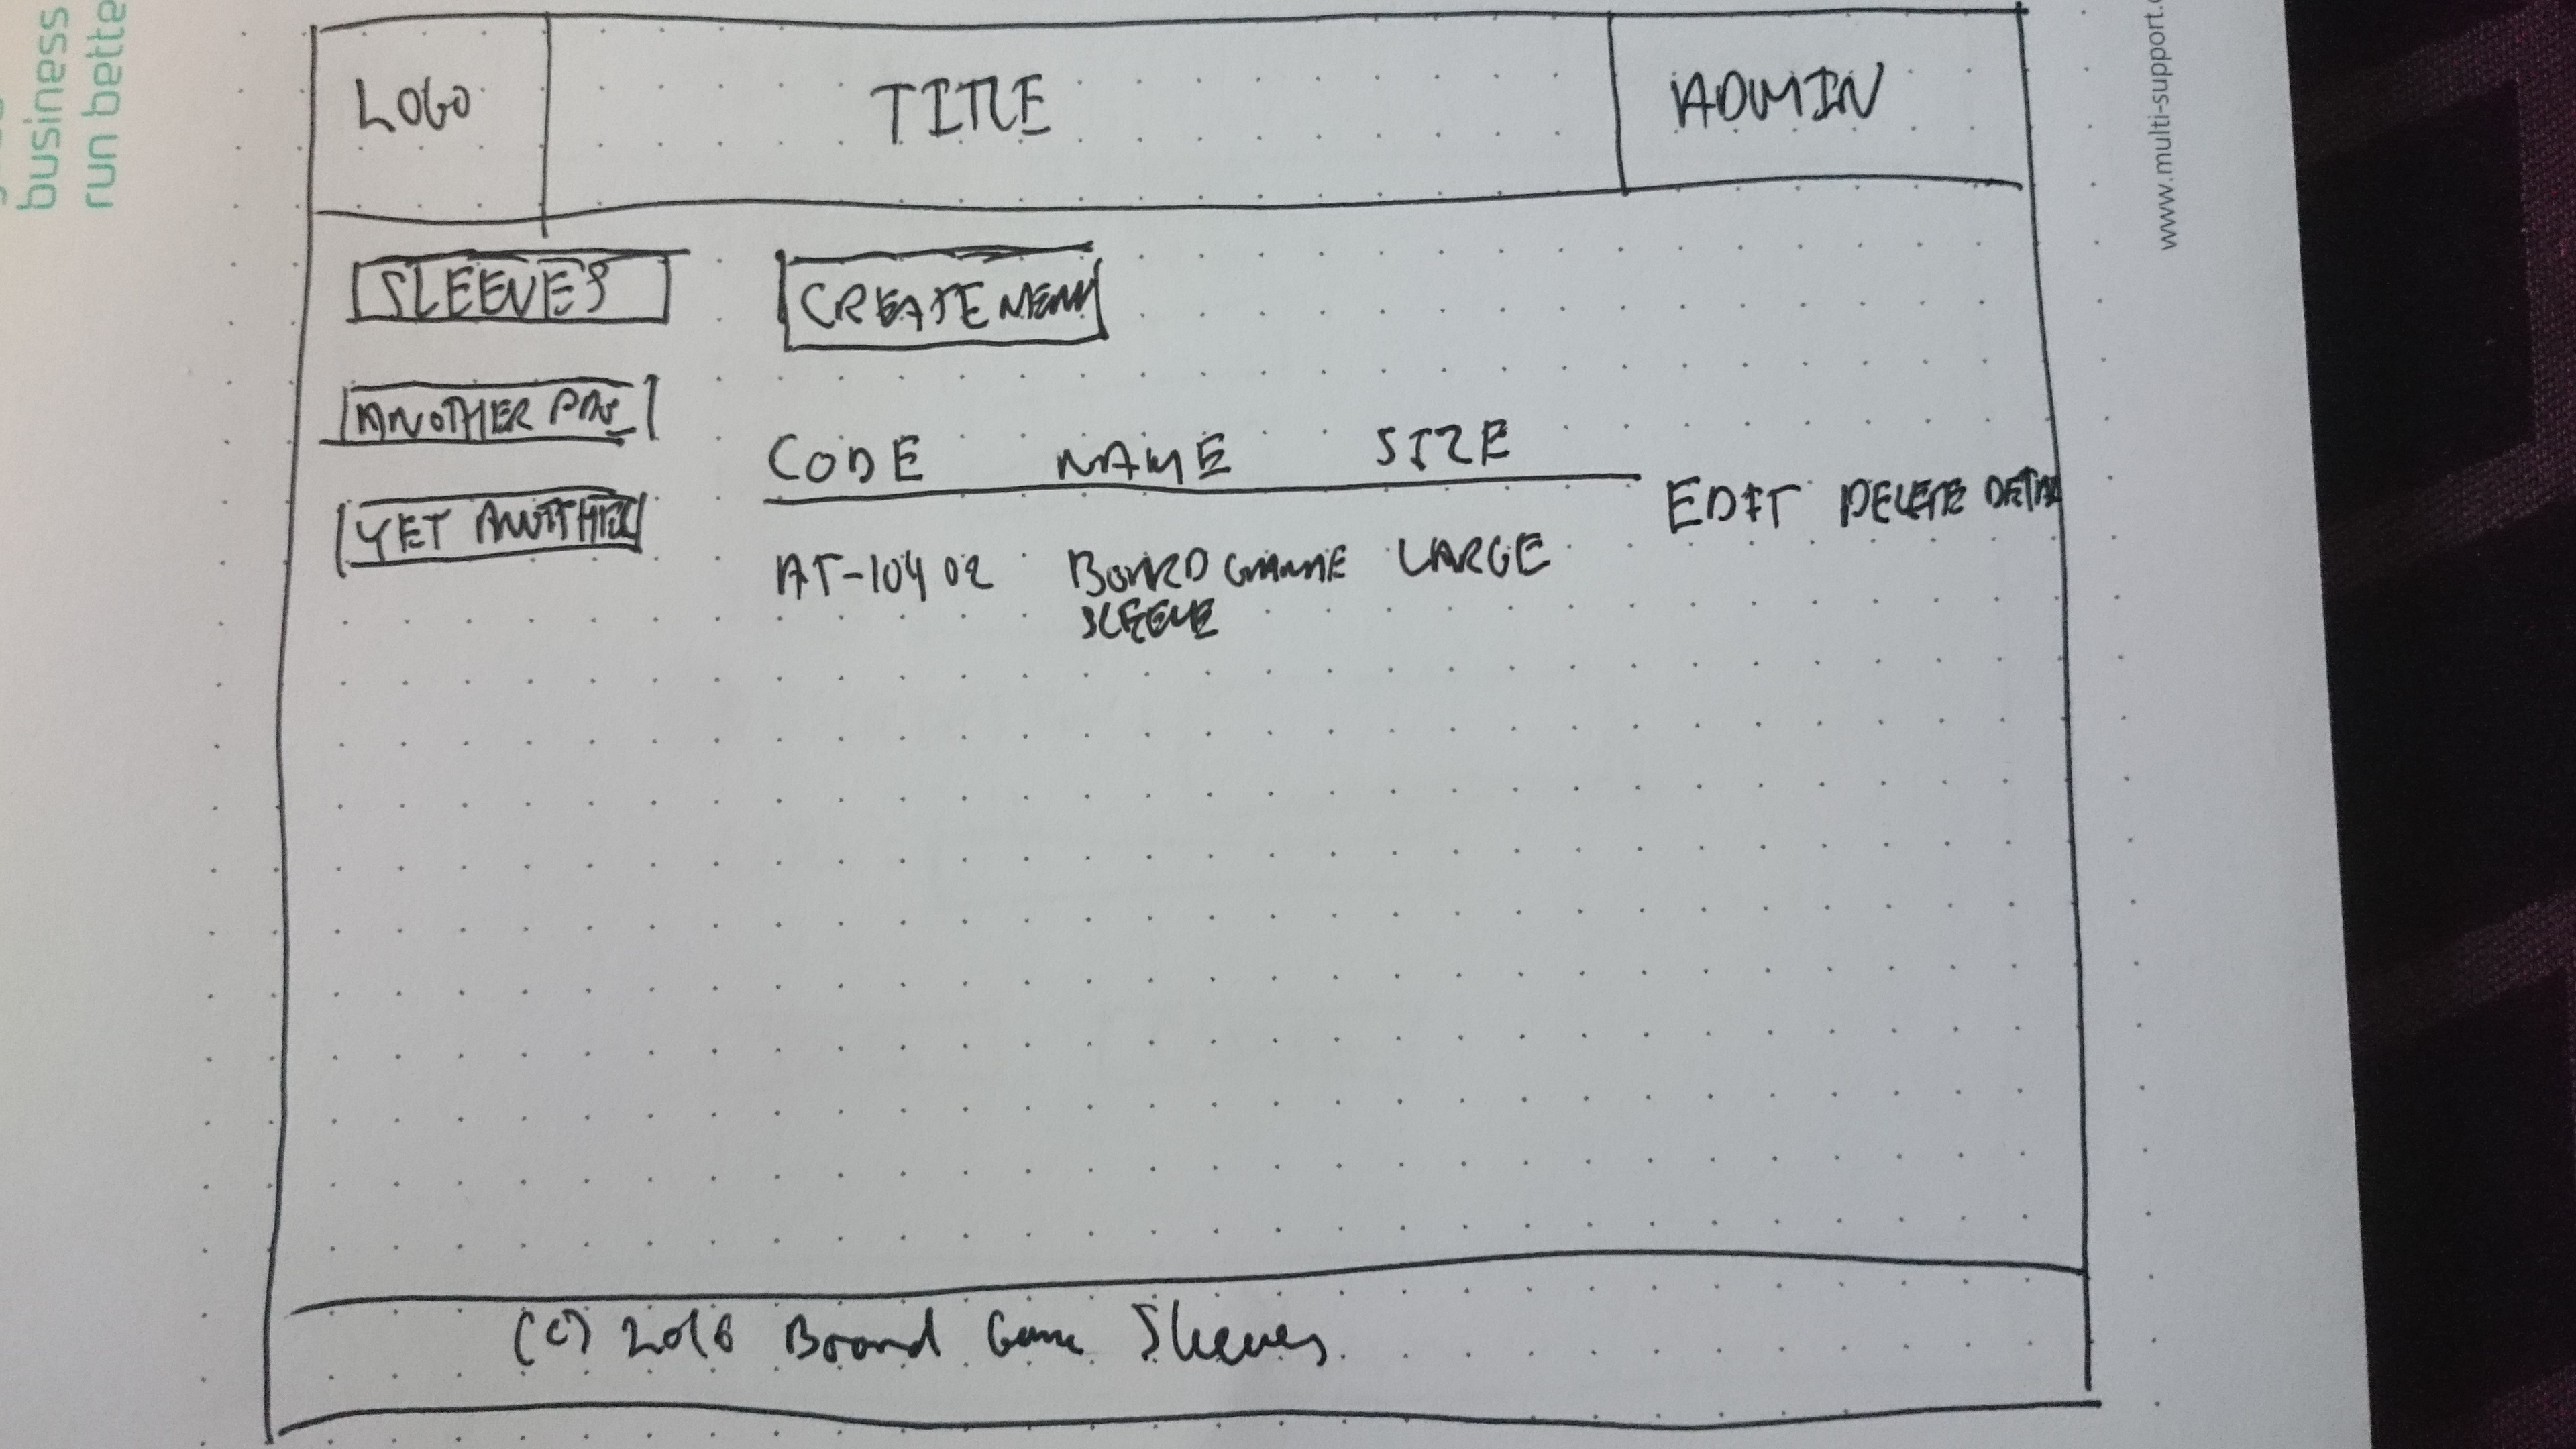 business
run bette
www.multi-support.
LOGO TITLE ADMIN
SLEEVES CREATE NEW
ANOTHER PAG
YET ANOTHER
CODE NAME SIZE
EDIT DELETE DETAIL
AT-10402 BOARD GAME LARGE
SLEEVE
(C) 2016 Board Game Sleeves